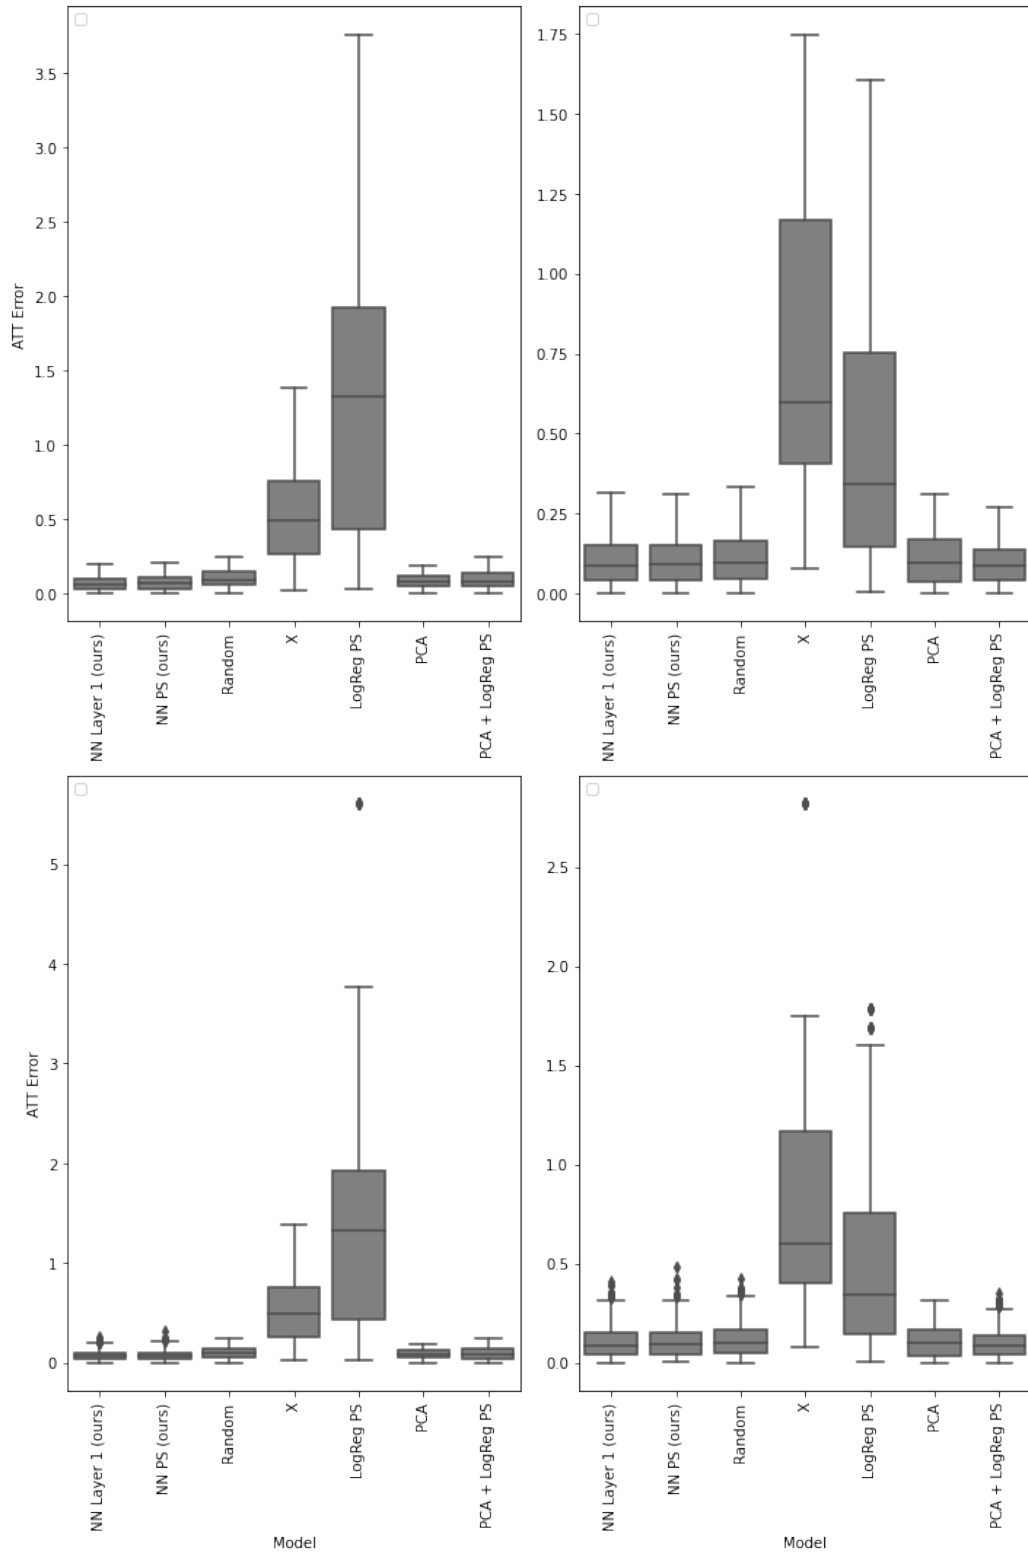 ATT Error
3.5
3.0
2.5
2.0
1.5
1.0
0.5
0.0
NN Layer 1 (ours)
NN PS (ours)
Random
X
LogReg PS
PCA
PCA + LogReg PS
1.75
1.50
1.25
1.00
0.75
0.50
0.25
0.00
NN Layer 1 (ours)
NN PS (ours)
Random
X
LogReg PS
PCA
PCA + LogReg PS
ATT Error
5
4
3
2
1
0
NN Layer 1 (ours)
NN PS (ours)
Random
X
LogReg PS
PCA
PCA + LogReg PS
Model
2.5
2.0
1.5
1.0
0.5
0.0
NN Layer 1 (ours)
NN PS (ours)
Random
X
LogReg PS
PCA
PCA + LogReg PS
Model